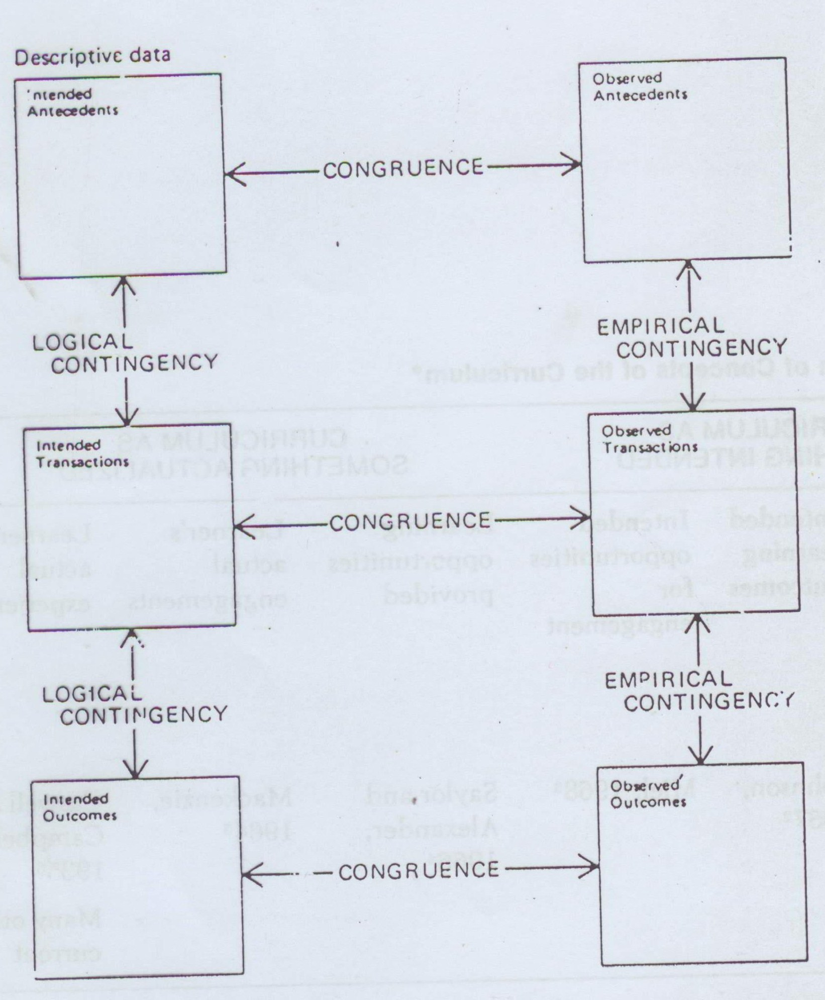 Descriptive data
Intended
Antecedents
Observed
Antecedents
CONGRUENCE
LOGICAL
CONTINGENCY
EMPIRICAL
CONTINGENCY
Intended
Transactions
Observed
Transactions
CONGRUENCE
LOGICAL
CONTINGENCY
EMPIRICAL
CONTINGENCY
Intended
Outcomes
Observed
Outcomes
CONGRUENCE